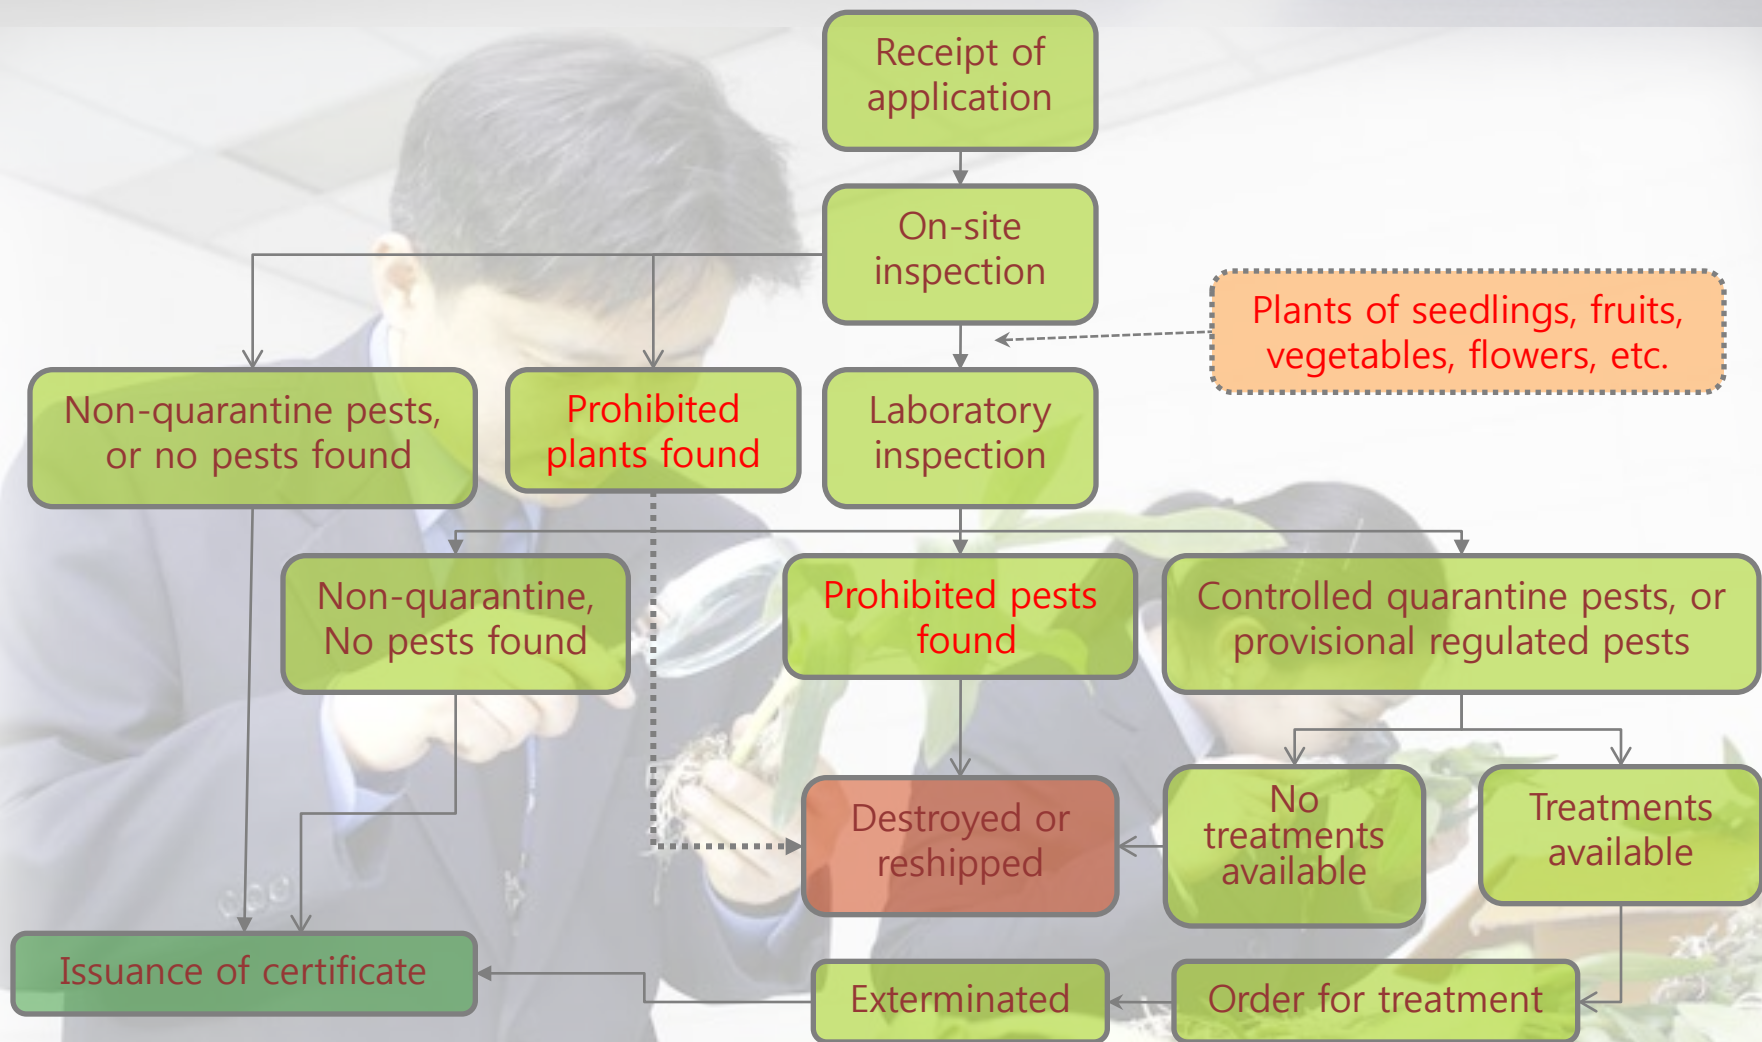 Receipt of
application
On-site
inspection
Plants of seedlings, fruits,
vegetables, flowers, etc.
Non-quarantine pests,
or no pests found
Prohibited
plants found
Laboratory
inspection
Non-quarantine,
No pests found
Prohibited pests
found
Controlled quarantine pests, or
provisional regulated pests
Destroyed or
reshipped
No
treatments
available
Treatments
available
Issuance of certificate
Exterminated
Order for treatment